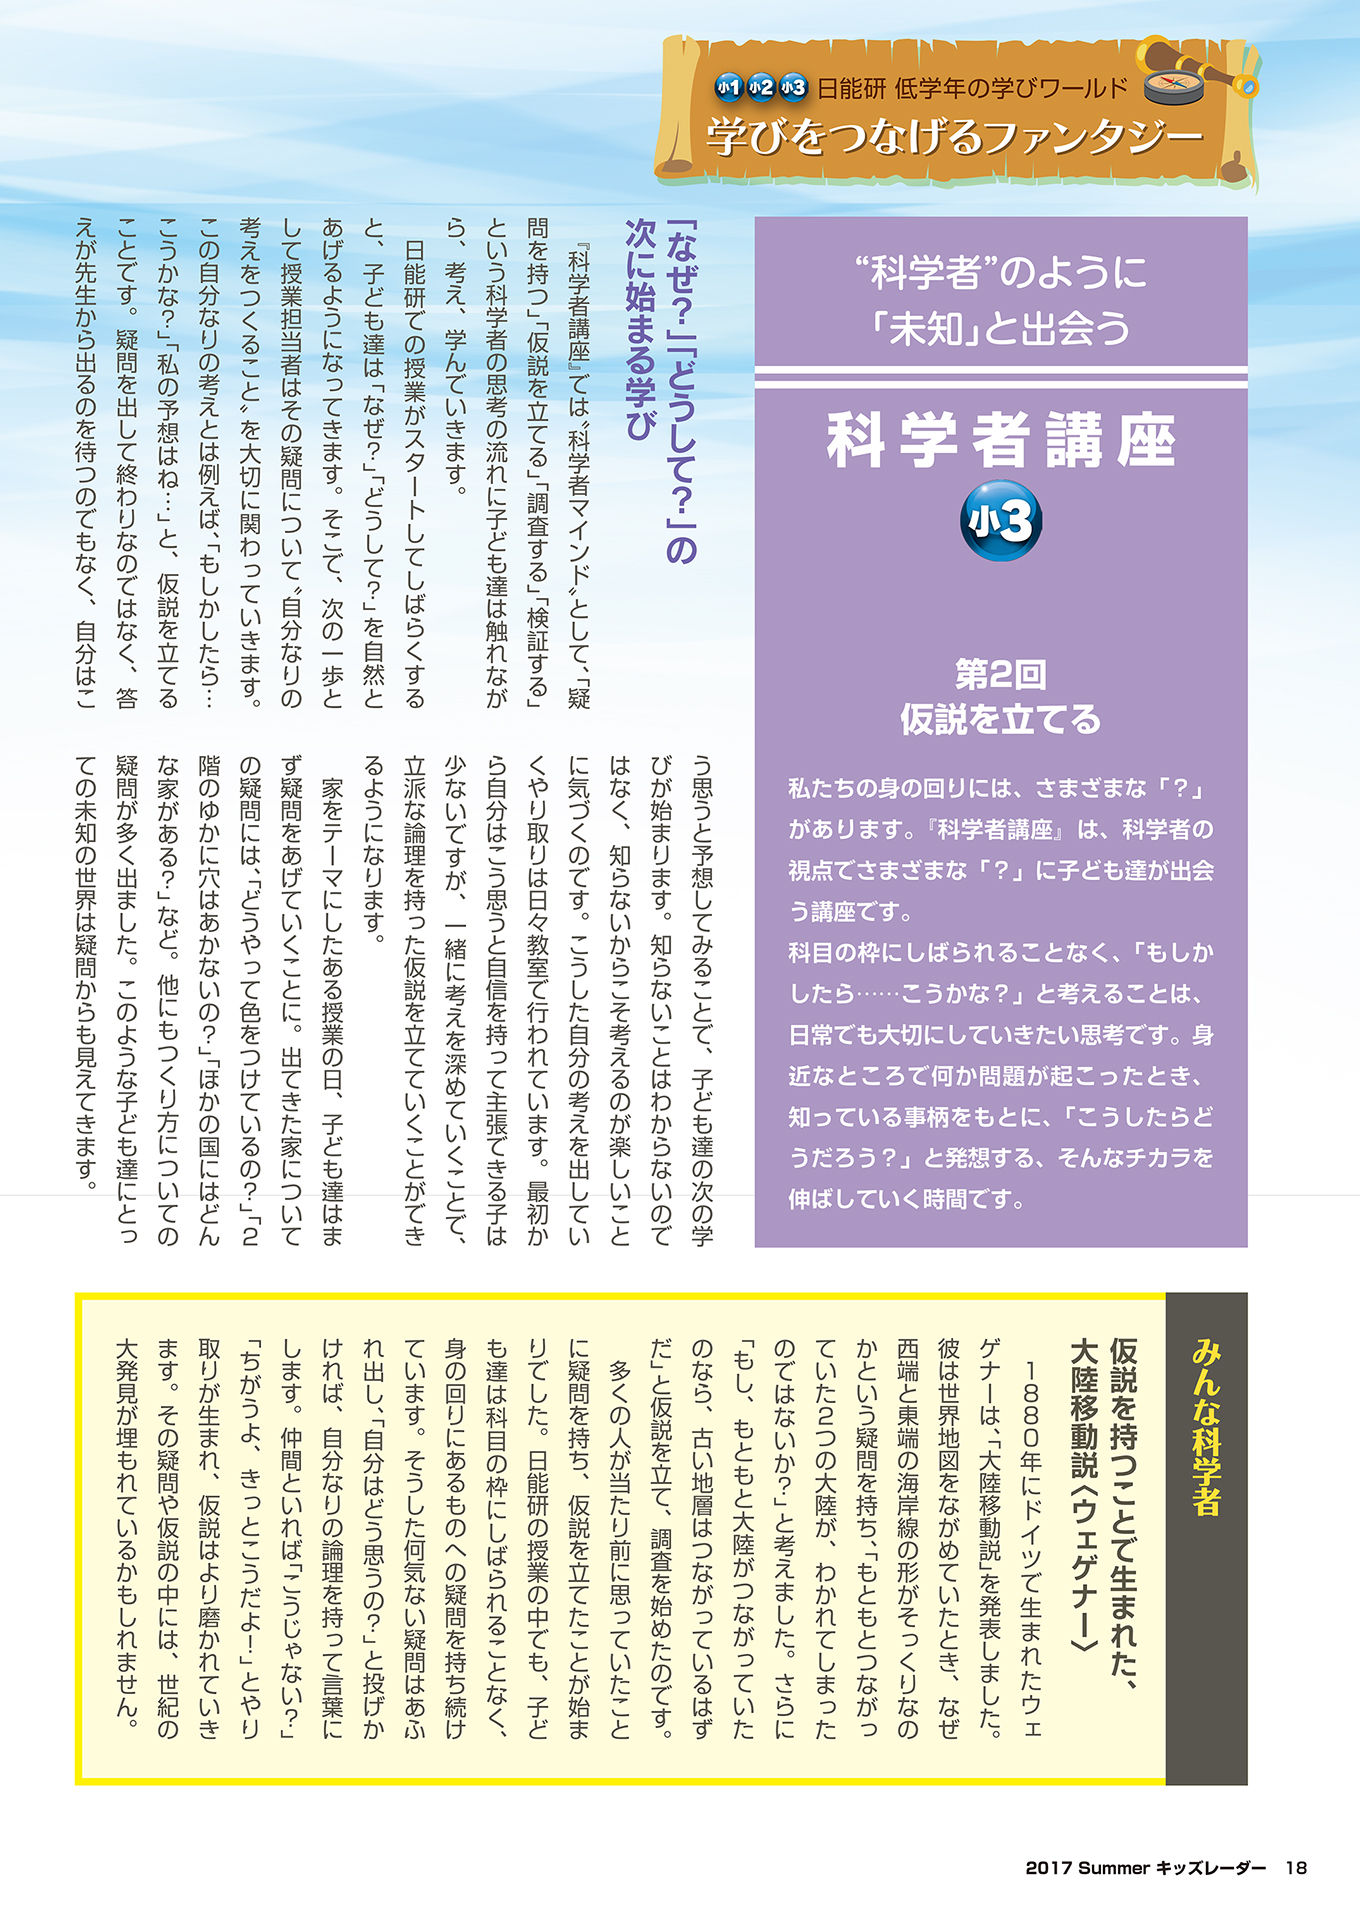 小1 小2 小3 日能研 低学年の学びワールド
学びをつなげるファンタジー
“科学者”のように
「未知」と出会う
科学者講座
小3
第2回
仮説を立てる
私たちの身の回りには、さまざまな「？」
があります。『科学者講座』は、科学者の
視点でさまざまな「？」に子ども達が出会
う講座です。
科目の枠にしばられることなく、「もしか
したら……こうかな？」と考えることは、
日常でも大切にしていきたい思考です。身
近なところで何か問題が起こったとき、
知っている事柄をもとに、「こうしたらど
うだろう？」と発想する、そんなチカラを
伸ばしていく時間です。
「なぜ？」「どうして？」の
次に始まる学び
『科学者講座』では〝科学者マインド〟として、「疑
問を持つ」「仮説を立てる」「調査する」「検証する」
という科学者の思考の流れに子ども達は触れなが
ら、考え、学んでいきます。
日能研での授業がスタートしてしばらくする
と、子ども達は「なぜ？」「どうして？」を自然と
あげるようになってきます。そこで、次の一歩と
して授業担当者はその疑問について〝自分なりの
考えをつくること〟を大切に関わっていきます。
この自分なりの考えとは例えば、「もしかしたら…
こうかな？」「私の予想はね…」と、仮説を立てる
ことです。疑問を出して終わりなのではなく、答
えが先生から出るのを待つのでもなく、自分はこ
う思うと予想してみることで、子ども達の次の学
びが始まります。知らないことはわからないので
はなく、知らないからこそ考えるのが楽しいこと
に気づくのです。こうした自分の考えを出してい
くやり取りは日々教室で行われています。最初か
ら自分はこう思うと自信を持って主張できる子は
少ないですが、一緒に考えを深めていくことで、
立派な論理を持った仮説を立てていくことができ
るようになります。
家をテーマにしたある授業の日、子ども達はま
ず疑問をあげていくことに。出てきた家について
の疑問には、「どうやって色をつけているの？」「2
階のゆかに穴はあかないの？」「ほかの国にはどん
な家がある？」など。他にもつくり方についての
疑問が多く出ました。このような子ども達にとっ
ての未知の世界は疑問からも見えてきます。
みんな科学者
仮説を持つことで生まれた、
大陸移動説〈ウェゲナー〉
1880年にドイツで生まれたウェ
ゲナーは、「大陸移動説」を発表しました。
彼は世界地図をながめていたとき、なぜ
西端と東端の海岸線の形がそっくりなの
かという疑問を持ち、「もともとつながっ
ていた2つの大陸が、わかれてしまった
のではないか？」と考えました。さらに
「もし、もともと大陸がつながっていた
のなら、古い地層はつながっているはず
だ」と仮説を立て、調査を始めたのです。
多くの人が当たり前に思っていたこと
に疑問を持ち、仮説を立てたことが始ま
りでした。日能研の授業の中でも、子ど
も達は科目の枠にしばられることなく、
身の回りにあるものへの疑問を持ち続け
ています。そうした何気ない疑問はあふ
れ出し、「自分はどう思うの？」と投げか
ければ、自分なりの論理を持って言葉に
します。仲間といれば「こうじゃない？」
「ちがうよ、きっとこうだよ！」とやり
取りが生まれ、仮説はより磨かれていき
ます。その疑問や仮説の中には、世紀の
大発見が埋もれているかもしれません。
2017 Summer キッズレーダー 18